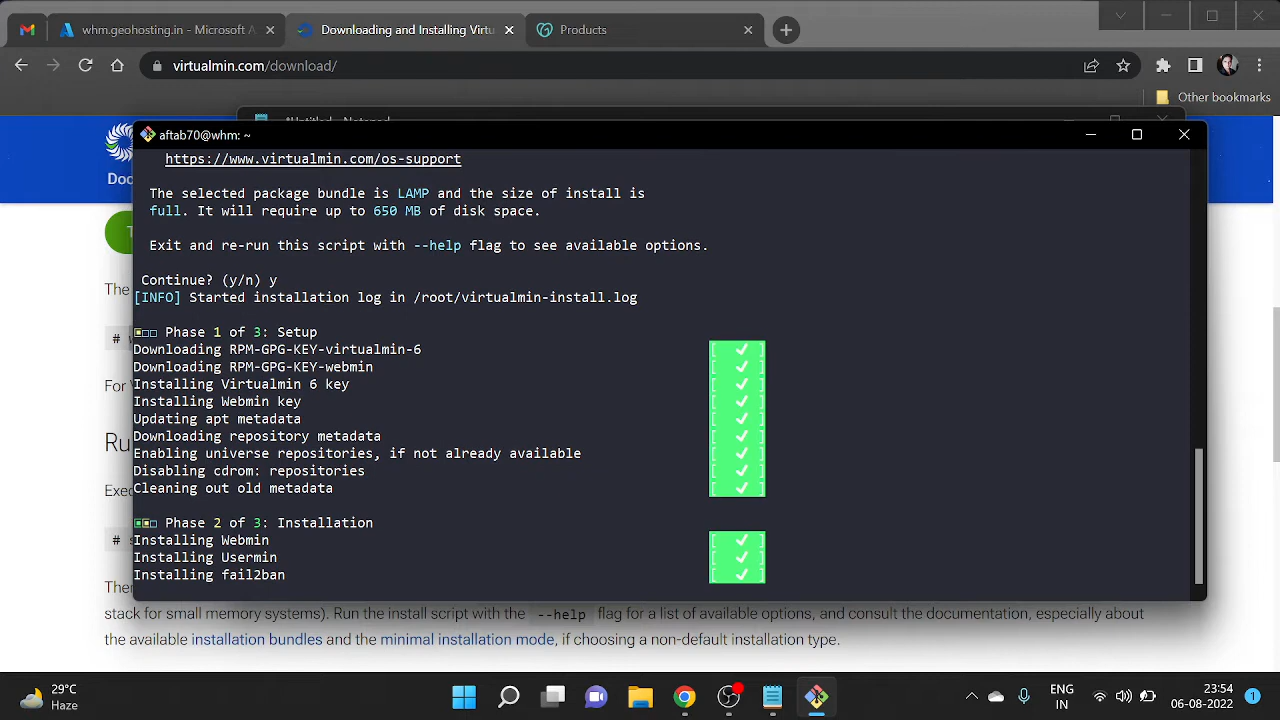 whm.geohosting.in - Microsoft A
Downloading and Installing Virtu
Products
virtualmin.com/download/
Other bookmarks
aftab70@whm: ~
https://www.virtualmin.com/os-support
Doc
The selected package bundle is LAMP and the size of install is
full. It will require up to 650 MB of disk space.
Exit and re-run this script with --help flag to see available options.
Continue? (y/n) y
The
[INFO] Started installation log in /root/virtualmin-install.log
Phase 1 of 3: Setup
#
Downloading RPM-GPG-KEY-virtualmin-6 [ ✓ ]
Downloading RPM-GPG-KEY-webmin [ ✓ ]
For V
Installing Virtualmin 6 key [ ✓ ]
Installing Webmin key [ ✓ ]
Updating apt metadata [ ✓ ]
Downloading repository metadata [ ✓ ]
Ru
Enabling universe repositories, if not already available [ ✓ ]
Disabling cdrom: repositories [ ✓ ]
Cleaning out old metadata [ ✓ ]
Exec
Phase 2 of 3: Installation
Installing Webmin [ ✓ ]
# s
Installing Usermin [ ✓ ]
Installing fail2ban [ ✓ ]
Ther
stack for small memory systems). Run the install script with the --help flag for a list of available options, and consult the documentation, especially about
the available installation bundles and the minimal installation mode, if choosing a non-default installation type.
29°C
Haze
ENG
IN
23:54
06-08-2022
1